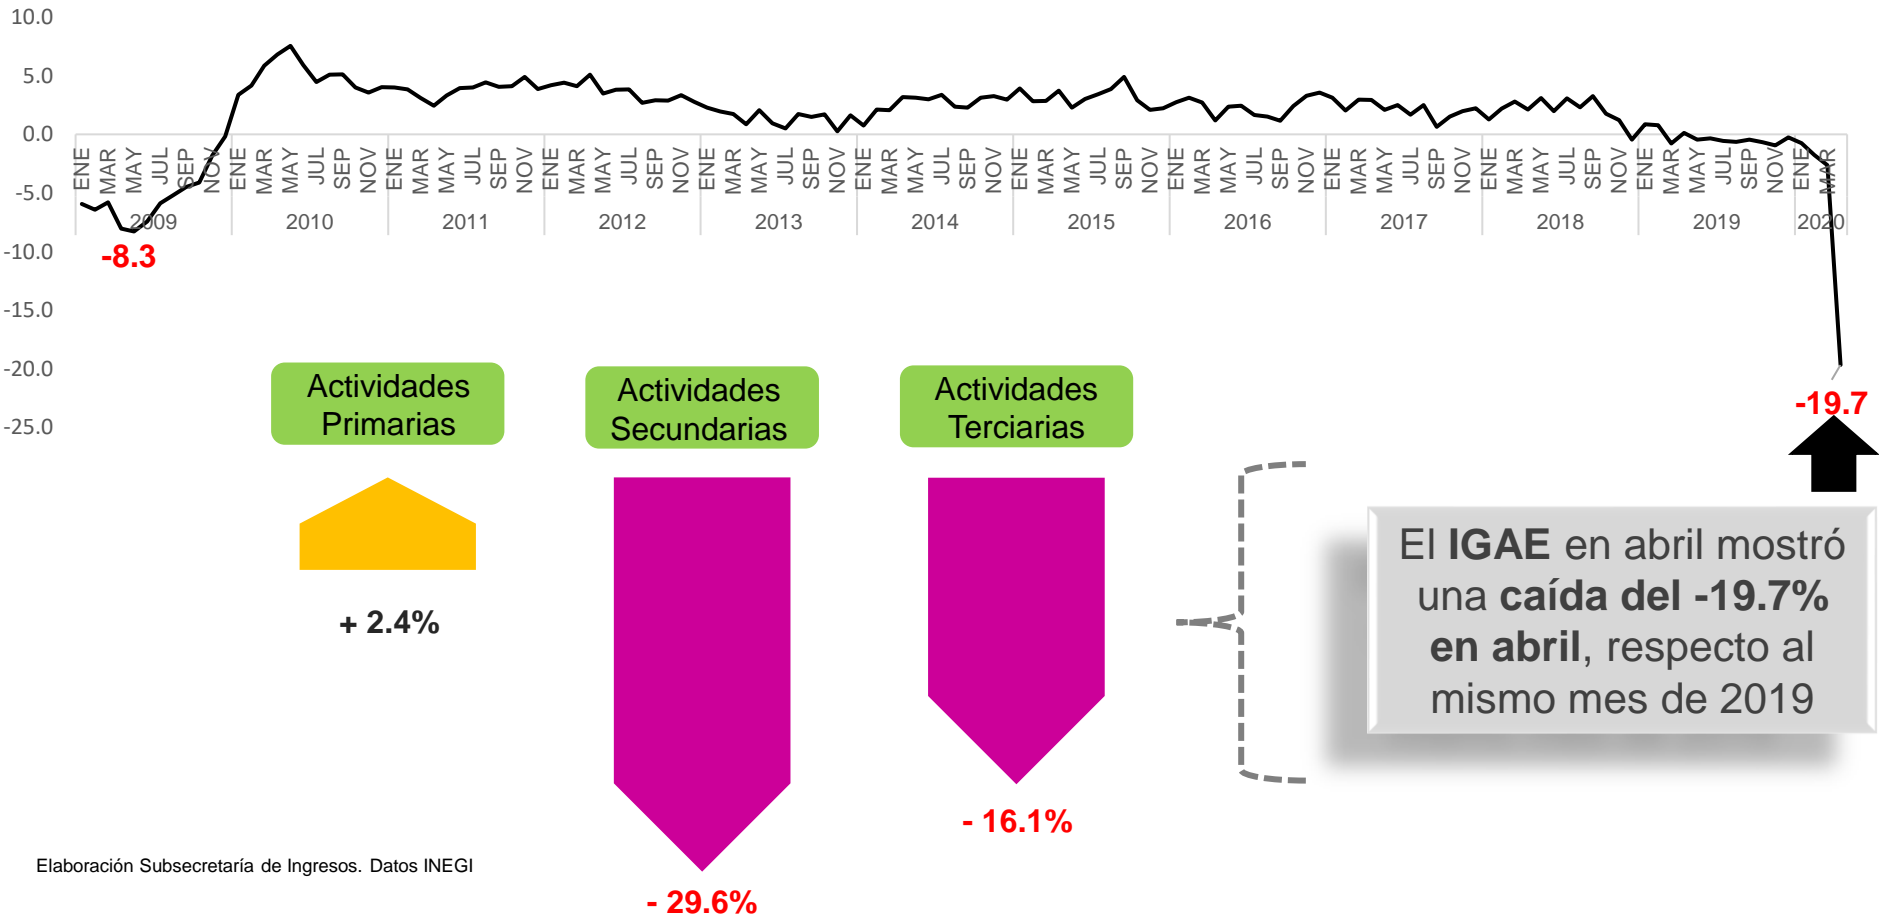 10.0
5.0
0.0
-5.0
-10.0
-15.0
-20.0
-25.0
ENE MAR MAY JUL SEP NOV ENE MAR MAY JUL SEP NOV ENE MAR MAY JUL SEP NOV ENE MAR MAY JUL SEP NOV ENE MAR MAY JUL SEP NOV ENE MAR MAY JUL SEP NOV ENE MAR MAY JUL SEP NOV ENE MAR MAY JUL SEP NOV ENE MAR MAY JUL SEP NOV ENE MAR MAY JUL SEP NOV ENE MAR MAY JUL SEP NOV ENE MAR
2009 2010 2011 2012 2013 2014 2015 2016 2017 2018 2019 2020
-8.3
-19.7
Actividades
Primarias
+ 2.4%
Actividades
Secundarias
- 29.6%
Actividades
Terciarias
- 16.1%
El IGAE en abril mostró
una caída del -19.7%
en abril, respecto al
mismo mes de 2019
Elaboración Subsecretaría de Ingresos. Datos INEGI